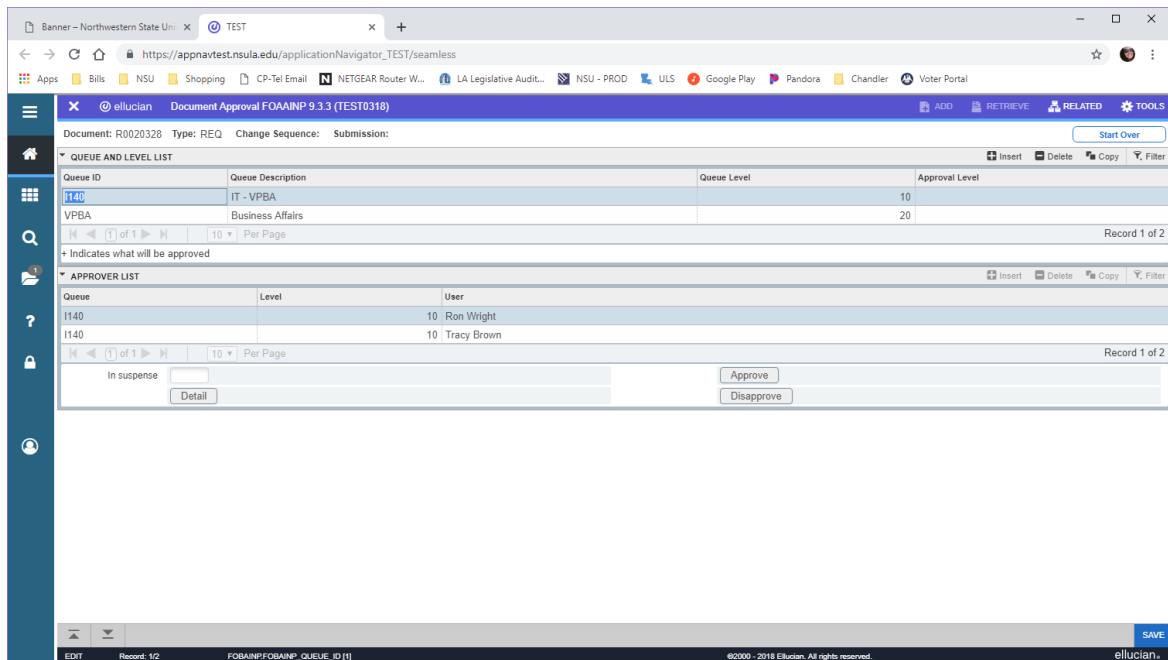 Banner – Northwestern State Uni TEST
https://appnavtest.nsula.edu/applicationNavigator_TEST/seamless
Apps Bills NSU Shopping CP-Tel Email NETGEAR Router W... LA Legislative Audit... NSU - PROD ULS Google Play Pandora Chandler Voter Portal
ellucian Document Approval FOAAINP 9.3.3 (TEST0318) ADD RETRIEVE RELATED TOOLS
Document: R0020328 Type: REQ Change Sequence: Submission: Start Over
QUEUE AND LEVEL LIST Insert Delete Copy Filter
Queue ID Queue Description Queue Level Approval Level
I140 IT - VPBA 10
VPBA Business Affairs 20
1 of 1 10 Per Page Record 1 of 2
+ Indicates what will be approved
1
APPROVER LIST Insert Delete Copy Filter
Queue Level User
I140 10 Ron Wright
I140 10 Tracy Brown
1 of 1 10 Per Page Record 1 of 2
In suspense Approve
Detail Disapprove
SAVE
EDIT Record: 1/2 FOBAINP.FOBAINP_QUEUE_ID [1] ©2000 - 2018 Ellucian. All rights reserved. ellucian